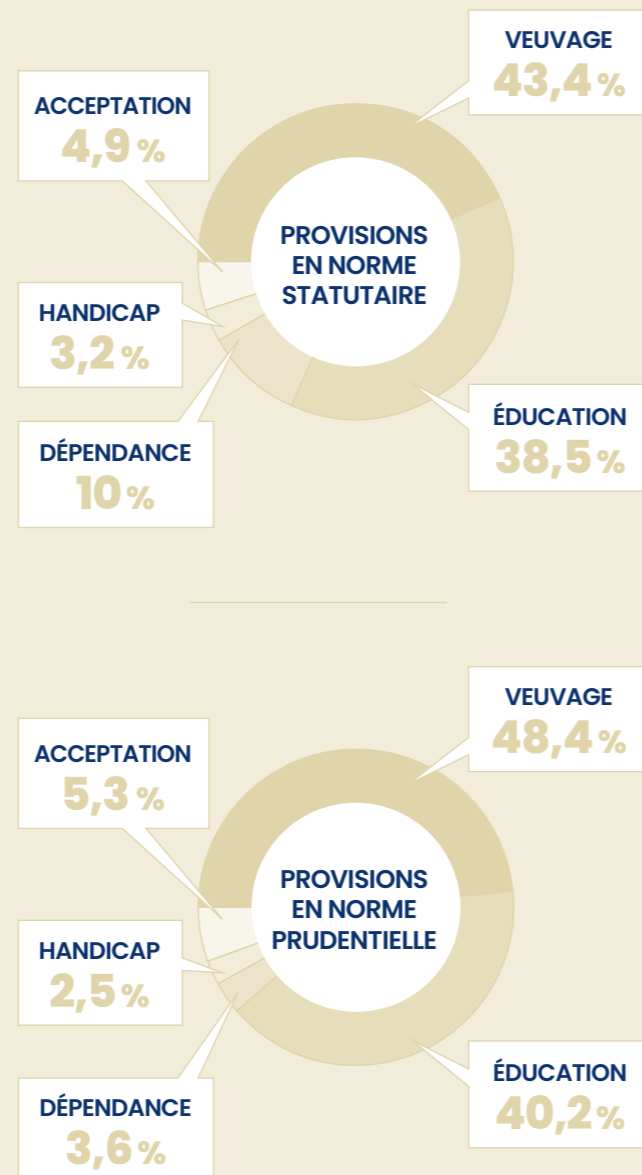 VEUVAGE
43,4 %
ACCEPTATION
4,9 %
PROVISIONS
EN NORME
STATUTAIRE
HANDICAP
3,2 %
ÉDUCATION
38,5 %
DÉPENDANCE
10 %
VEUVAGE
48,4 %
ACCEPTATION
5,3 %
PROVISIONS
EN NORME
PRUDENTIELLE
HANDICAP
2,5 %
ÉDUCATION
40,2 %
DÉPENDANCE
3,6 %